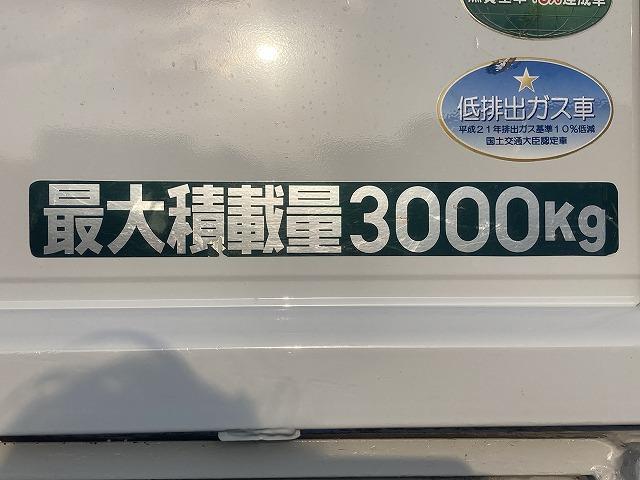 低排出ガス車
平成21年排出ガス基準10%低減
国土交通大臣認定車
最大積載量3000Kg